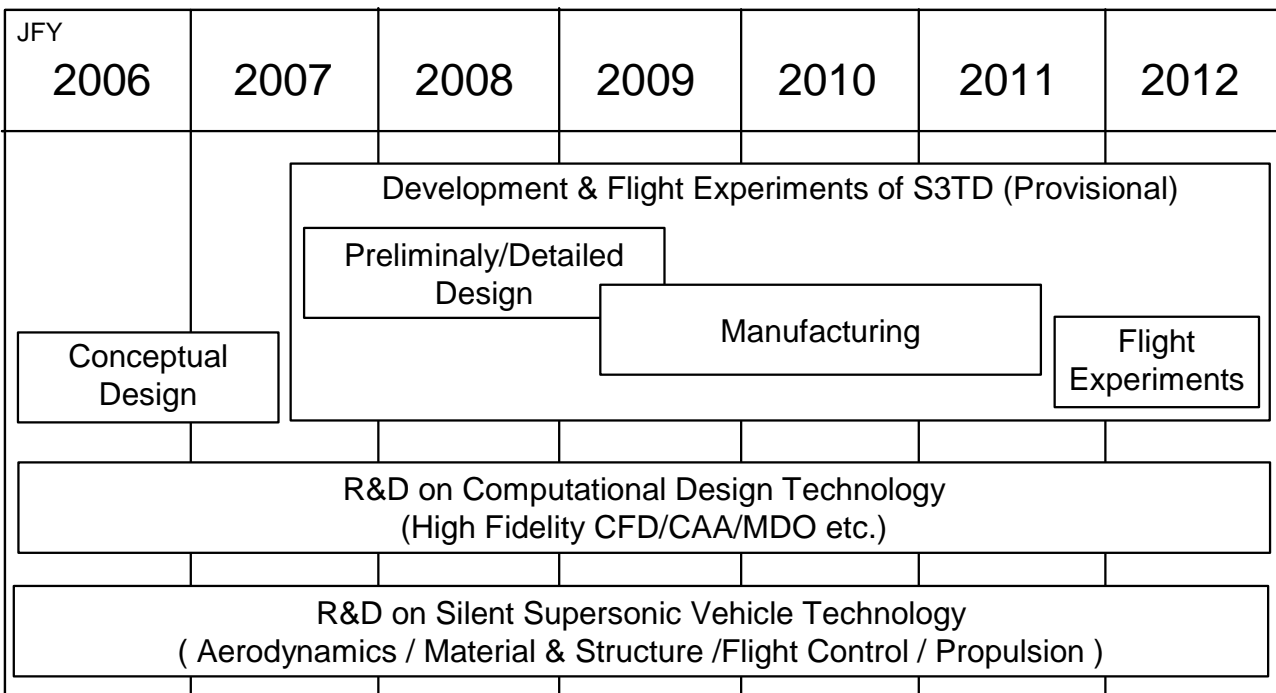 JFY
2006 2007 2008 2009 2010 2011 2012
Development & Flight Experiments of S3TD (Provisional)
Preliminaly/Detailed
Design
Manufacturing
Flight
Experiments
Conceptual
Design
R&D on Computational Design Technology
(High Fidelity CFD/CAA/MDO etc.)
R&D on Silent Supersonic Vehicle Technology
( Aerodynamics / Material & Structure /Flight Control / Propulsion )